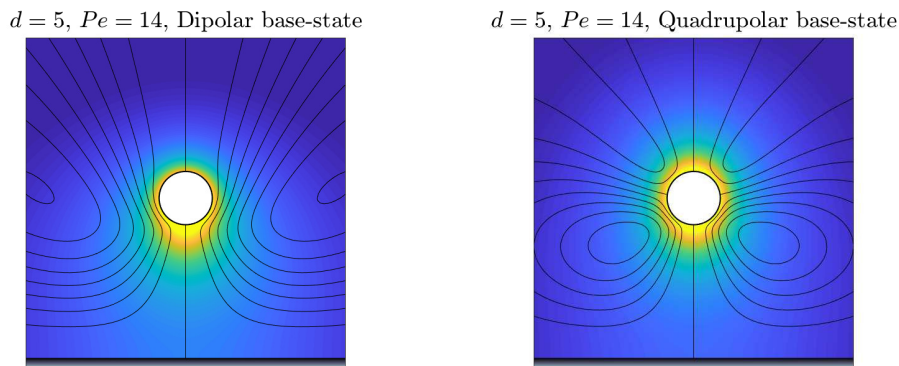 d = 5, Pe = 14, Dipolar base-state
d = 5, Pe = 14, Quadrupolar base-state